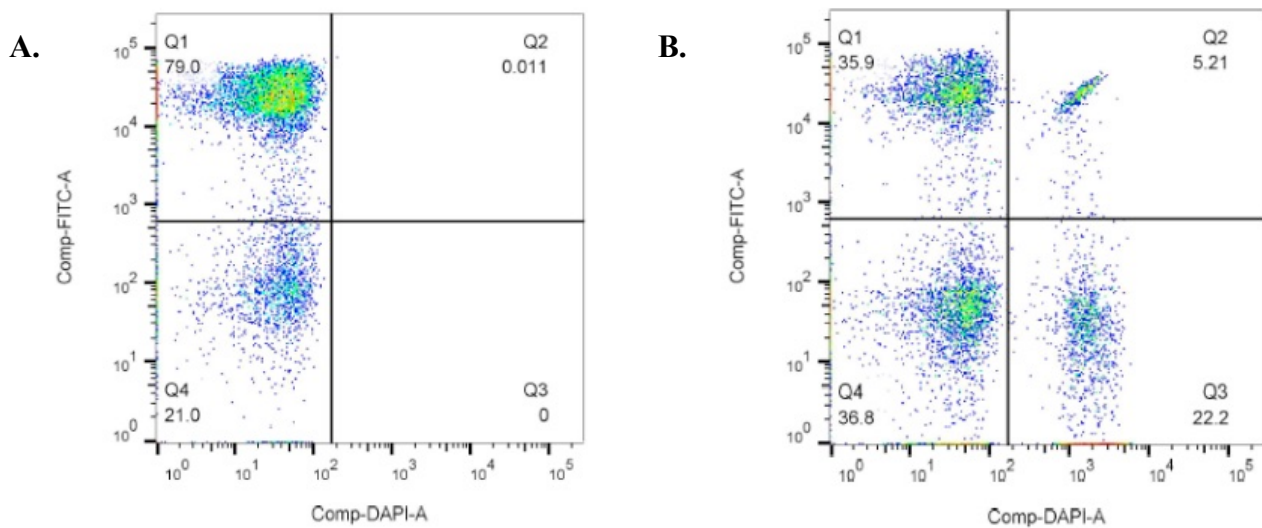 A.
Q1
79.0
Q2
0.011
Q4
21.0
Q3
0
10⁵
10⁴
10³
10²
10¹
10⁰
10⁰ 10¹ 10² 10³ 10⁴ 10⁵
Comp-FITC-A
Comp-DAPI-A
B.
Q1
35.9
Q2
5.21
Q4
36.8
Q3
22.2
10⁵
10⁴
10³
10²
10¹
10⁰
10⁰ 10¹ 10² 10³ 10⁴ 10⁵
Comp-FITC-A
Comp-DAPI-A